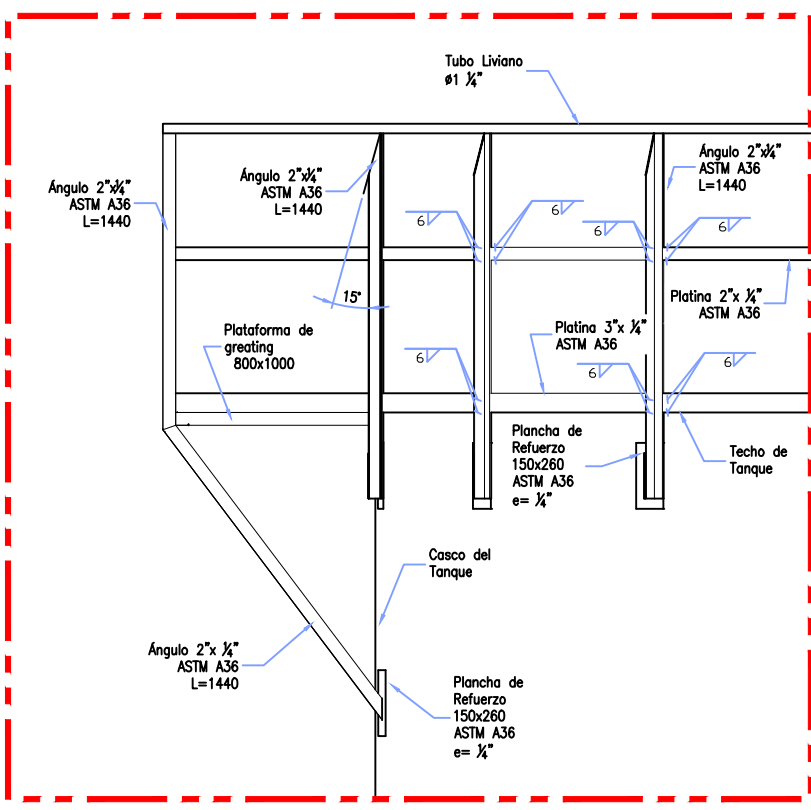 Tubo Liviano
ø1 ¼"
Ángulo 2"x¼"
ASTM A36
L=1440
Ángulo 2"x¼"
ASTM A36
L=1440
Ángulo 2"x¼"
ASTM A36
L=1440
6
6
6
6
15°
Platina 2"x ¼"
ASTM A36
Plataforma de
greating
800x1000
Platina 3"x ¼"
ASTM A36
6
6
6
Plancha de
Refuerzo
150x260
ASTM A36
e= ¼"
Techo de
Tanque
Casco del
Tanque
Ángulo 2"x ¼"
ASTM A36
L=1440
Plancha de
Refuerzo
150x260
ASTM A36
e= ¼"